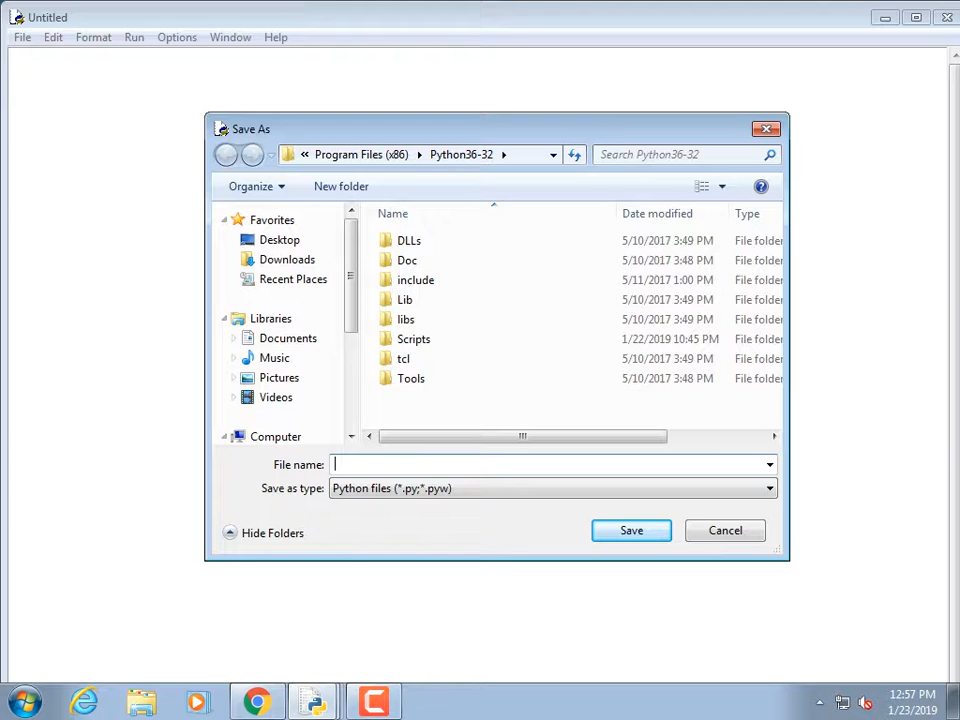 Untitled
File Edit Format Run Options Window Help
Save As
« Program Files (x86) Python36-32 Search Python36-32
Organize New folder
Name Date modified Type
Favorites
Desktop
Downloads
Recent Places
Libraries
Documents
Music
Pictures
Videos
Computer
DLLs 5/10/2017 3:49 PM File folder
Doc 5/10/2017 3:48 PM File folder
include 5/11/2017 1:00 PM File folder
Lib 5/10/2017 3:49 PM File folder
libs 5/10/2017 3:49 PM File folder
Scripts 1/22/2019 10:45 PM File folder
tcl 5/10/2017 3:49 PM File folder
Tools 5/10/2017 3:48 PM File folder
File name:
Save as type: Python files (*.py;*.pyw)
Hide Folders Save Cancel
12:57 PM
1/23/2019